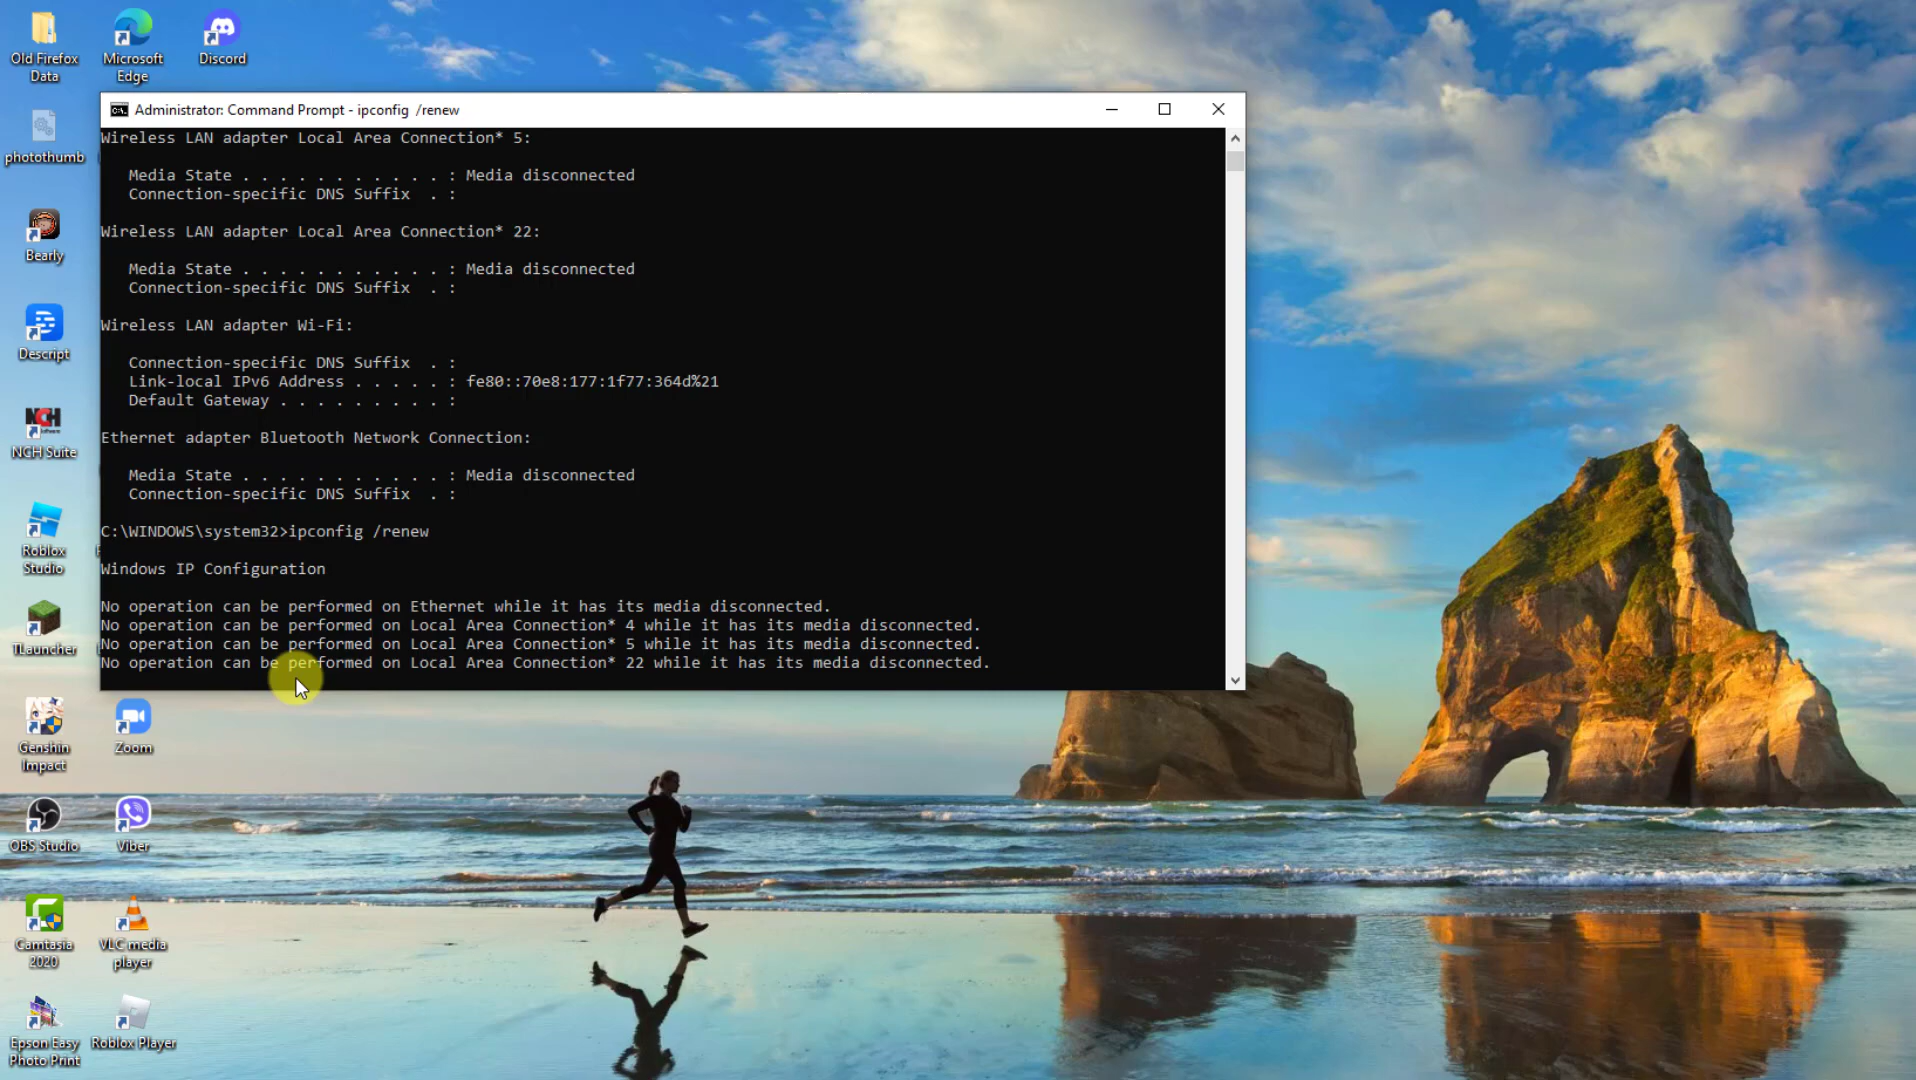 Old Firefox
Data
Microsoft
Edge
Discord
photothumb
Bearly
Descript
NCH
NCH Suite
Roblox
Studio
TLauncher
Genshin
Impact
Zoom
OBS Studio
Viber
Camtasia
2020
VLC media
player
Epson Easy
Photo Print
Roblox Player
Administrator: Command Prompt - ipconfig /renew
Wireless LAN adapter Local Area Connection* 5:
Media State . . . . . . . . . . . : Media disconnected
Connection-specific DNS Suffix . :
Wireless LAN adapter Local Area Connection* 22:
Media State . . . . . . . . . . . : Media disconnected
Connection-specific DNS Suffix . :
Wireless LAN adapter Wi-Fi:
Connection-specific DNS Suffix . :
Link-local IPv6 Address . . . . . : fe80::70e8:177:1f77:364d%21
Default Gateway . . . . . . . . . :
Ethernet adapter Bluetooth Network Connection:
Media State . . . . . . . . . . . : Media disconnected
Connection-specific DNS Suffix . :
C:\WINDOWS\system32>ipconfig /renew
Windows IP Configuration
No operation can be performed on Ethernet while it has its media disconnected.
No operation can be performed on Local Area Connection* 4 while it has its media disconnected.
No operation can be performed on Local Area Connection* 5 while it has its media disconnected.
No operation can be performed on Local Area Connection* 22 while it has its media disconnected.